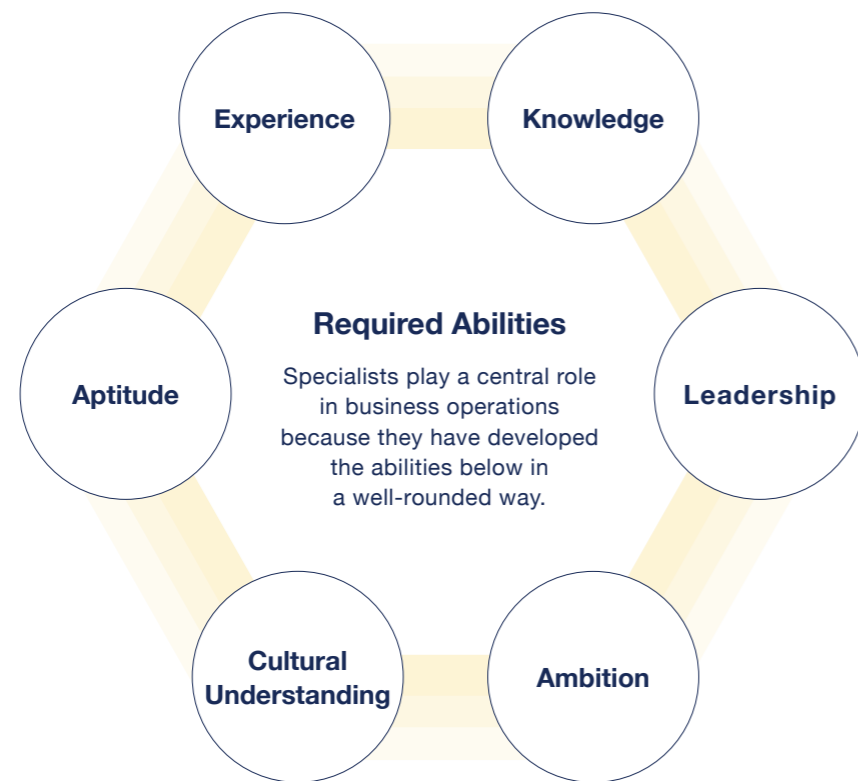 Experience
Knowledge
Required Abilities
Specialists play a central role
in business operations
because they have developed
the abilities below in
a well-rounded way.
Aptitude
Leadership
Cultural
Understanding
Ambition